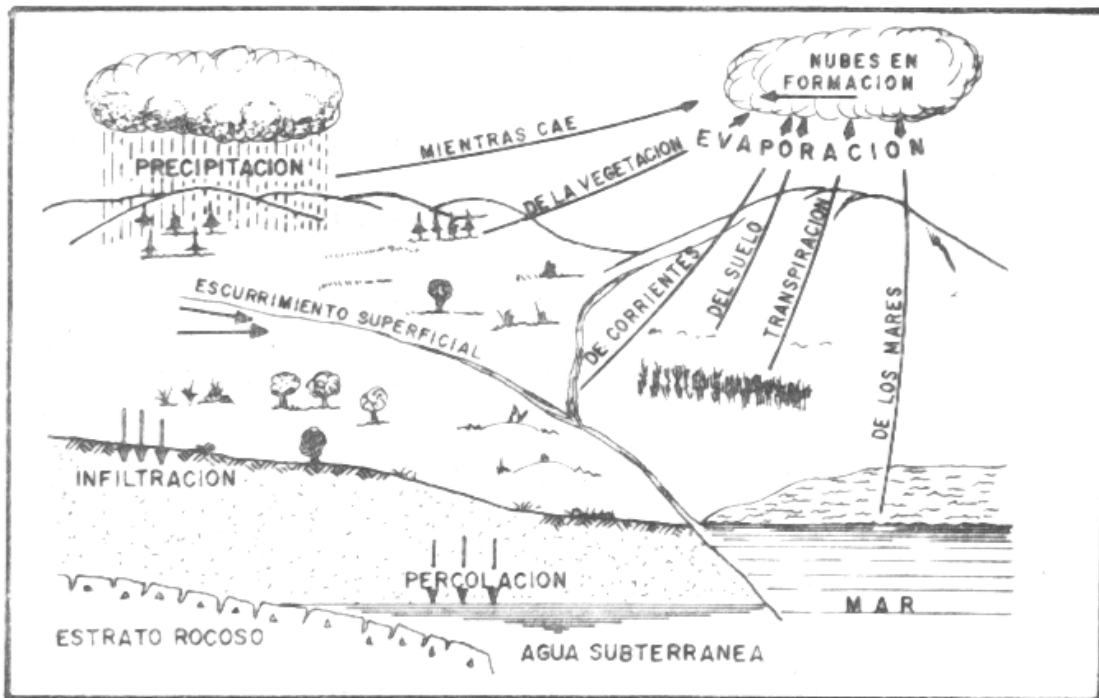 NUBES EN
FORMACION
MIENTRAS CAE
EVAPORACION
PRECIPITACION
DE LA VEGETACION
DE CORRIENTES
DEL SUELO
TRANSPIRACION
DE LOS MARES
ESCURRIMIENTO SUPERFICIAL
INFILTRACION
PERCOLACION
MAR
ESTRATO ROCOSO
AGUA SUBTERRANEA